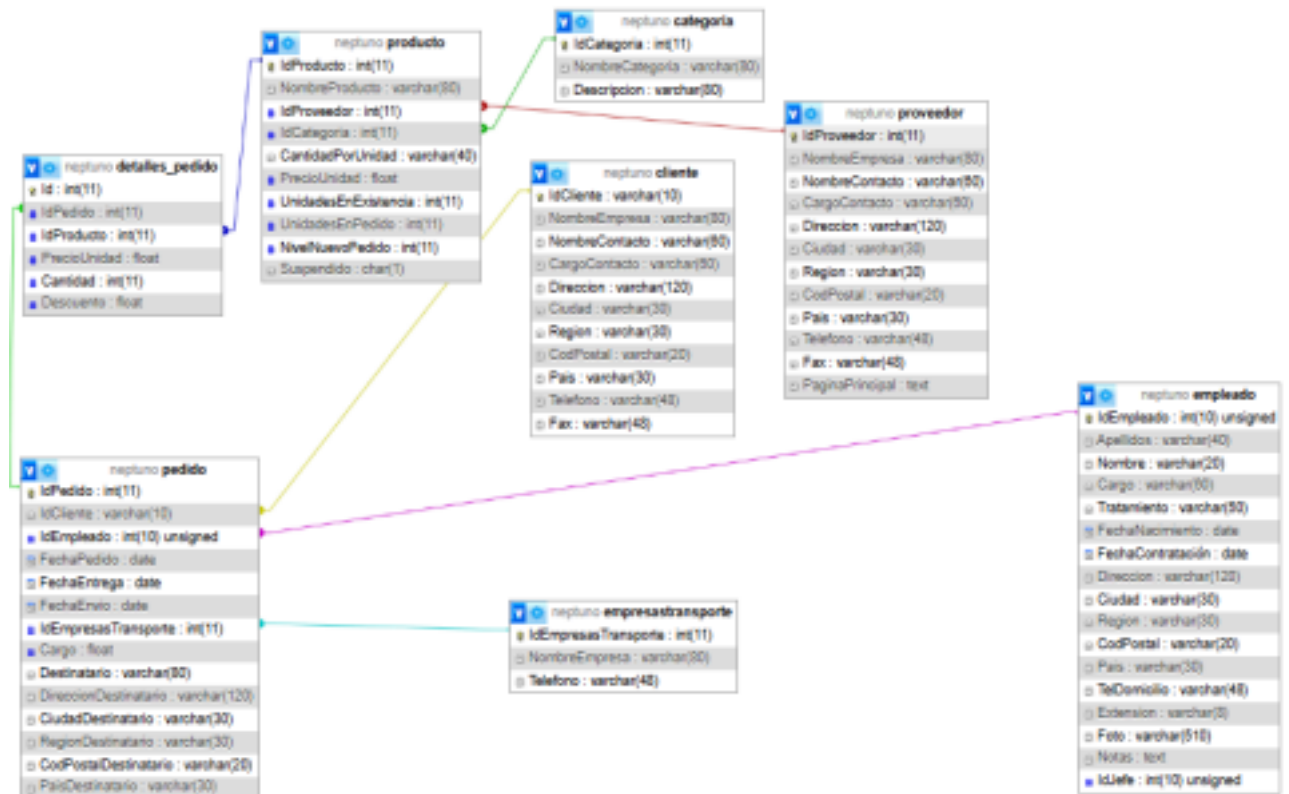 neptuno categoria
IdCategoria : int(11)
NombreCategoria : varchar(80)
Descripcion : varchar(80)
neptuno producto
IdProducto : int(11)
NombreProducto : varchar(80)
IdProveedor : int(11)
IdCategoria : int(11)
CantidadPorUnidad : varchar(40)
PrecioUnidad : float
UnidadesEnExistencia : int(11)
UnidadesEnPedido : int(11)
NivelNuevoPedido : int(11)
Suspendido : char(1)
neptuno proveedor
IdProveedor : int(11)
NombreEmpresa : varchar(80)
NombreContacto : varchar(60)
CargoContacto : varchar(60)
Direccion : varchar(120)
Ciudad : varchar(30)
Region : varchar(30)
CodPostal : varchar(20)
Pais : varchar(30)
Telefono : varchar(48)
Fax : varchar(48)
PaginaPrincipal : text
neptuno detalles_pedido
Id : int(11)
IdPedido : int(11)
IdProducto : int(11)
PrecioUnidad : float
Cantidad : int(11)
Descuento : float
neptuno cliente
IdCliente : varchar(10)
NombreEmpresa : varchar(80)
NombreContacto : varchar(60)
CargoContacto : varchar(60)
Direccion : varchar(120)
Ciudad : varchar(30)
Region : varchar(30)
CodPostal : varchar(20)
Pais : varchar(30)
Telefono : varchar(48)
Fax : varchar(48)
neptuno empleado
IdEmpleado : int(10) unsigned
Apellidos : varchar(40)
Nombre : varchar(20)
Cargo : varchar(60)
Tratamiento : varchar(50)
FechaNacimiento : date
FechaContratación : date
Direccion : varchar(120)
Ciudad : varchar(30)
Region : varchar(30)
CodPostal : varchar(20)
Pais : varchar(30)
TelDomicilio : varchar(48)
Extension : varchar(8)
Foto : varchar(510)
Notas : text
IdJefe : int(10) unsigned
neptuno pedido
IdPedido : int(11)
IdCliente : varchar(10)
IdEmpleado : int(10) unsigned
FechaPedido : date
FechaEntrega : date
FechaEnvio : date
IdEmpresasTransporte : int(11)
Cargo : float
Destinatario : varchar(80)
DireccionDestinatario : varchar(120)
CiudadDestinatario : varchar(30)
RegionDestinatario : varchar(30)
CodPostalDestinatario : varchar(20)
PaisDestinatario : varchar(30)
neptuno empresastransporte
IdEmpresasTransporte : int(11)
NombreEmpresa : varchar(80)
Telefono : varchar(48)